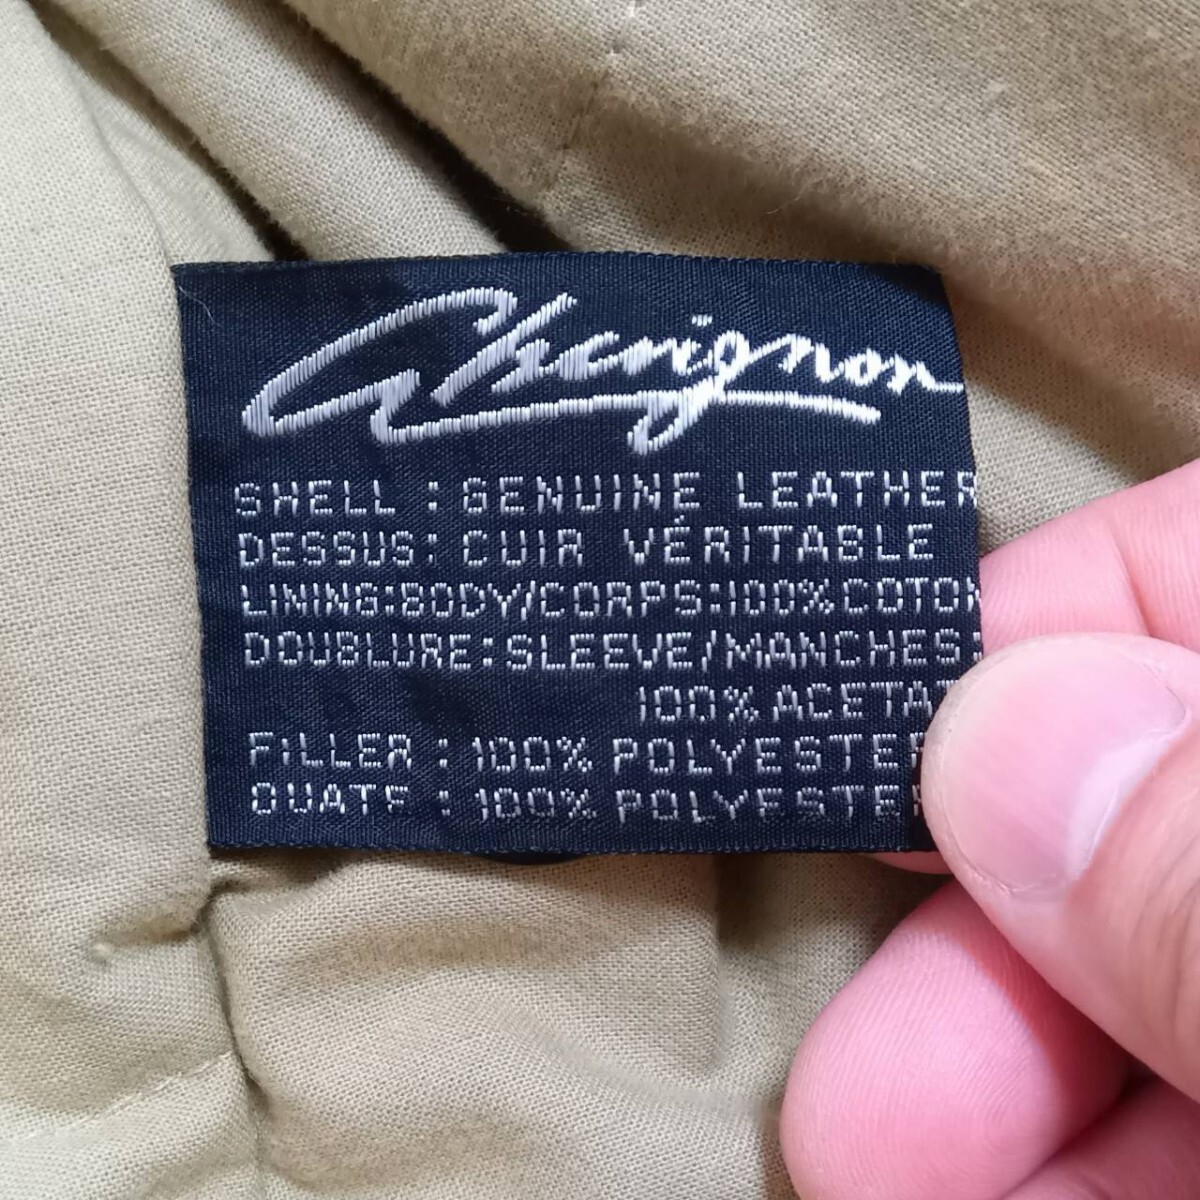 Chevignon
SHELL : GENUINE LEATHER
DESSUS: CUIR VÉRITABLE
LINING:BODY/CORPS:100% COTON
DOUBLURE: SLEEVE/MANCHES:
100% ACETAT
FILLER : 100% POLYESTER
OUATE : 100% POLYESTER